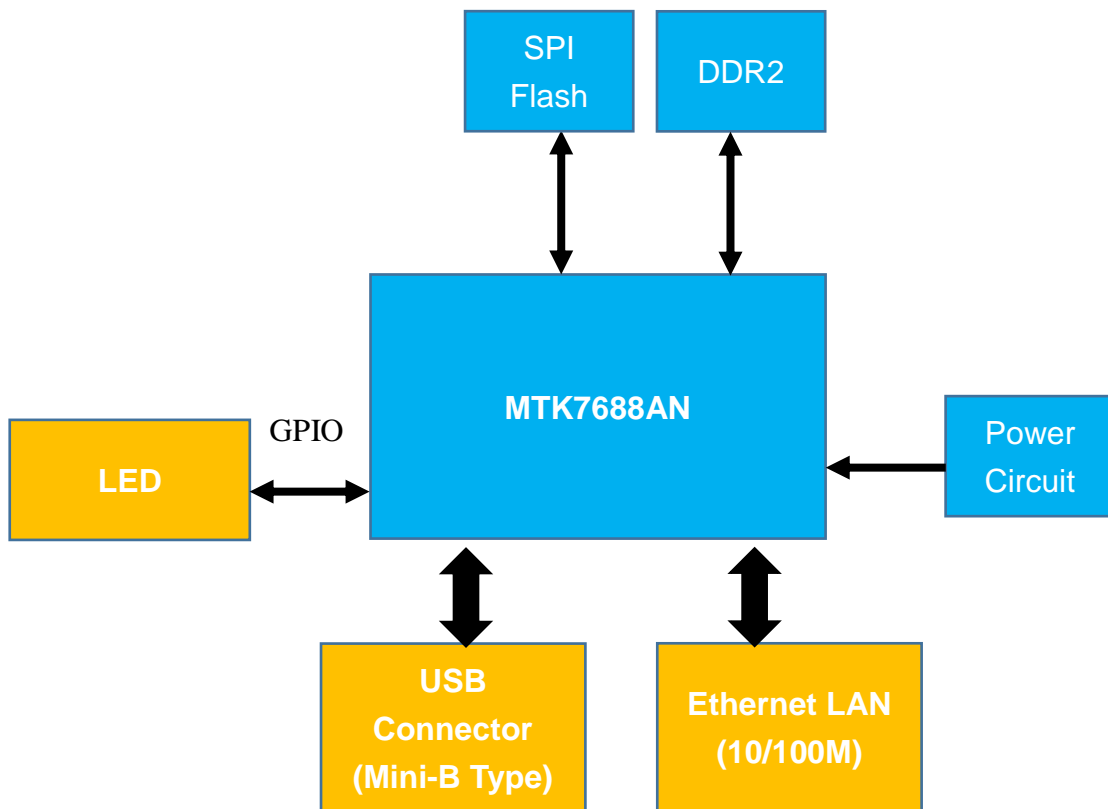 SPI
Flash
DDR2
MTK7688AN
GPIO
LED
Power
Circuit
USB
Connector
(Mini-B Type)
Ethernet LAN
(10/100M)